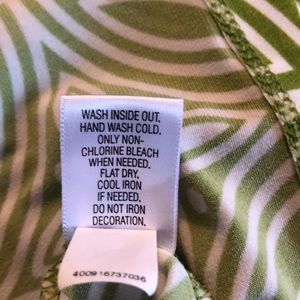 WASH INSIDE OUT.
HAND WASH COLD.
ONLY NON-
CHLORINE BLEACH
WHEN NEEDED.
FLAT DRY.
COOL IRON
IF NEEDED.
DO NOT IRON
DECORATION.
400916737036